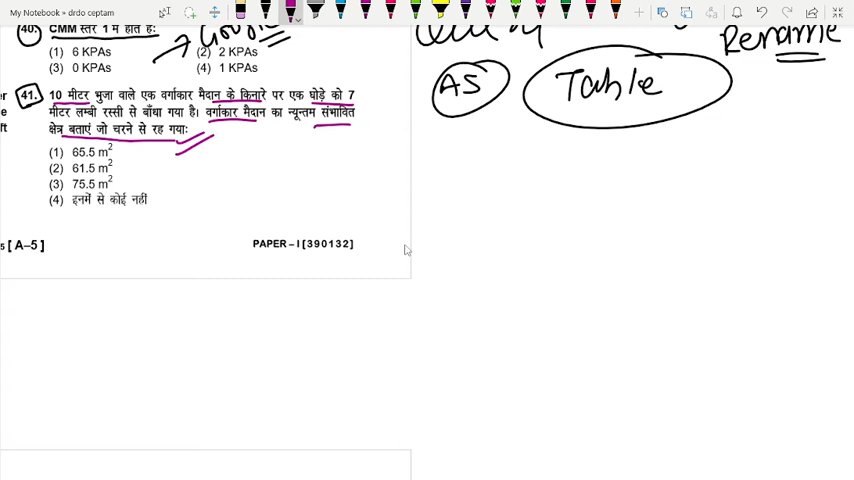 My Notebook » drdo ceptam
40. CMM स्तर 1 में होते हैं:
(1) 6 KPAs (2) 2 KPAs
(3) 0 KPAs (4) 1 KPAs
Rename
AS Table
41. 10 मीटर भुजा वाले एक वर्गाकार मैदान के किनारे पर एक घोड़े को 7
मीटर लम्बी रस्सी से बाँधा गया है। वर्गाकार मैदान का न्यूनतम संभावित
क्षेत्र बताएं जो चरने से रह गयाः
(1) 65.5 m²
(2) 61.5 m²
(3) 75.5 m²
(4) इनमें से कोई नहीं
5 [ A–5 ] PAPER – I [390132]